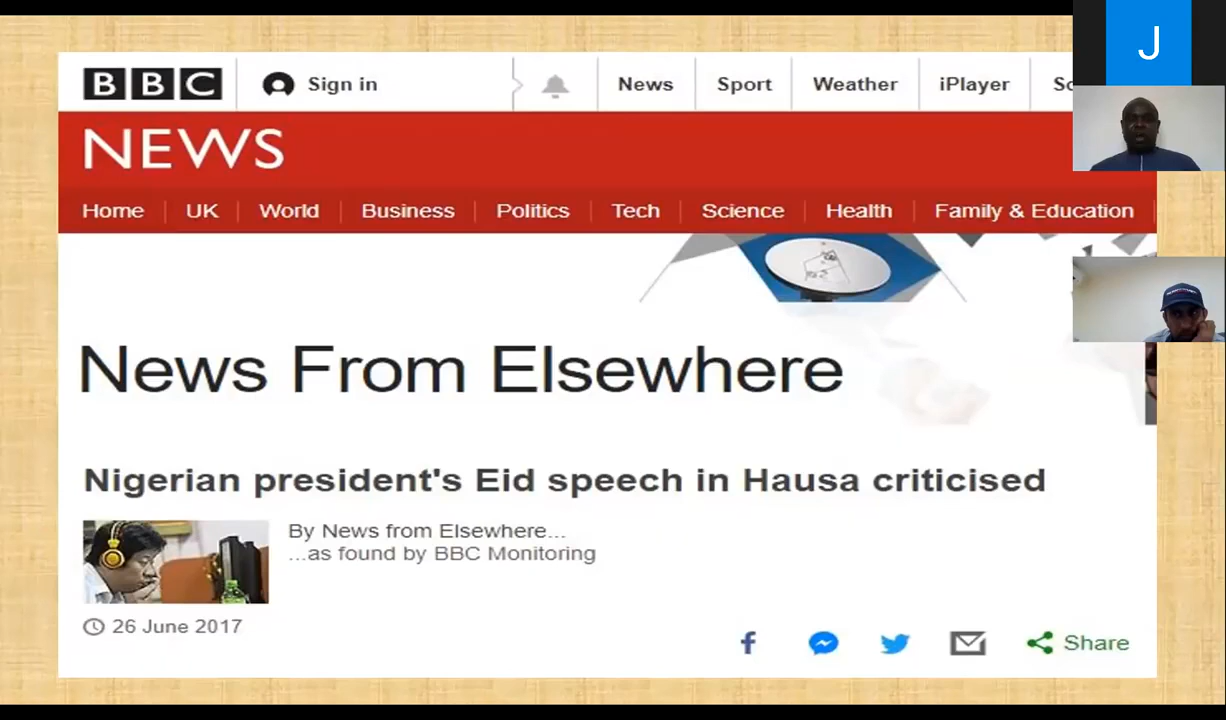 BBC
Sign in
News
Sport
Weather
iPlayer
J
NEWS
Home
UK
World
Business
Politics
Tech
Science
Health
Family & Education
News From Elsewhere
Nigerian president's Eid speech in Hausa criticised
By News from Elsewhere...
...as found by BBC Monitoring
26 June 2017
Share